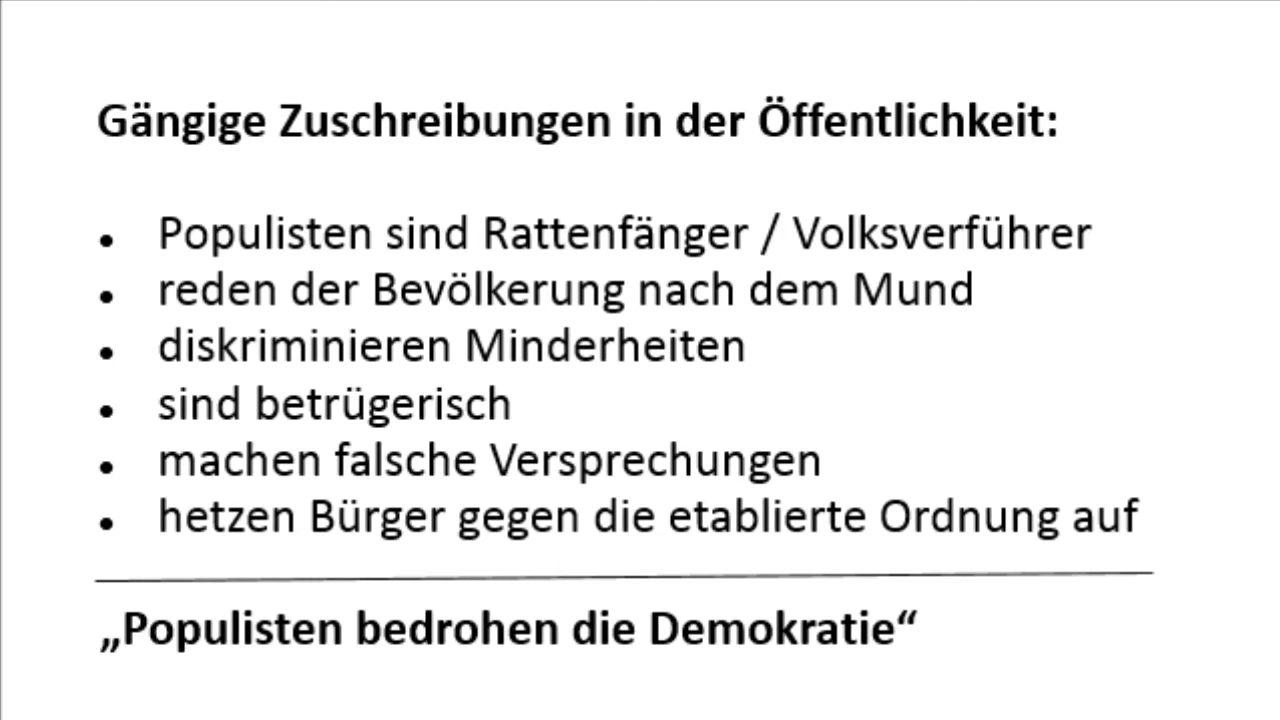 Gängige Zuschreibungen in der Öffentlichkeit:
• Populisten sind Rattenfänger / Volksverführer
• reden der Bevölkerung nach dem Mund
• diskriminieren Minderheiten
• sind betrügerisch
• machen falsche Versprechungen
• hetzen Bürger gegen die etablierte Ordnung auf
„Populisten bedrohen die Demokratie“